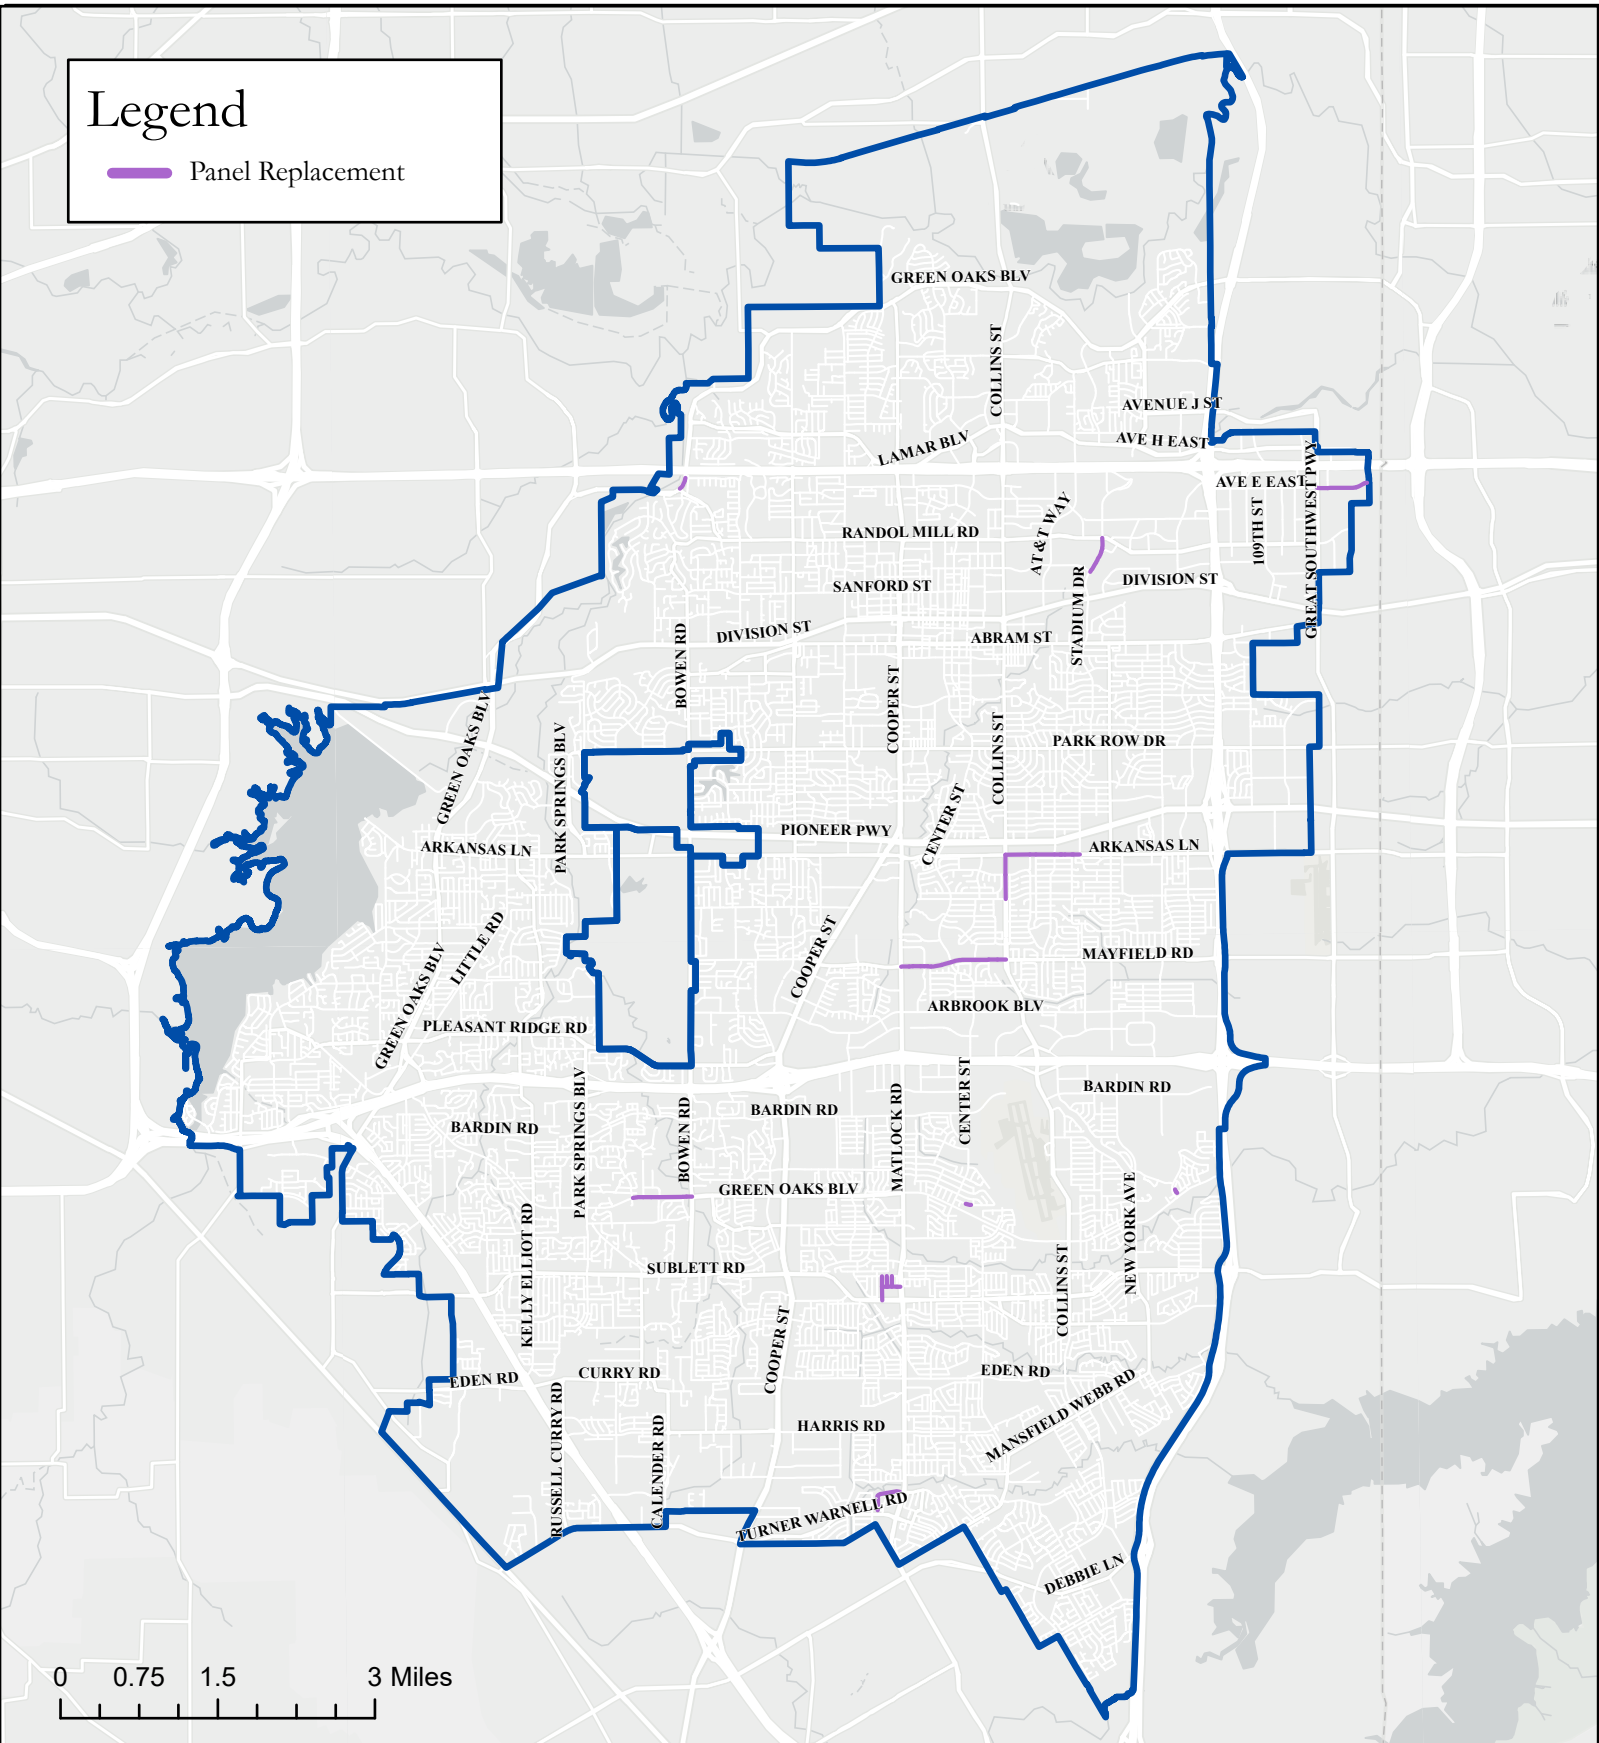 Legend
Panel Replacement
GREEN OAKS BLV
COLLINS ST
AVENUE J ST
AVE H EAST
LAMAR BLV
AVE E EAST
GREAT SOUTHWEST PWY
109TH ST
AT&T WAY
RANDOL MILL RD
SANFORD ST
DIVISION ST
STADIUM DR
DIVISION ST
ABRAM ST
BOWEN RD
COOPER ST
GREEN OAKS BLV
PARK SPRINGS BLV
COLLINS ST
PARK ROW DR
CENTER ST
PIONEER PWY
ARKANSAS LN
ARKANSAS LN
LITTLE RD
COOPER ST
GREEN OAKS BLV
MAYFIELD RD
ARBROOK BLV
PLEASANT RIDGE RD
PARK SPRINGS BLV
BARDIN RD
BARDIN RD
BARDIN RD
BOWEN RD
MATLOCK RD
CENTER ST
GREEN OAKS BLV
NEW YORK AVE
KELLY ELLIOT RD
SUBLETT RD
COLLINS ST
COOPER ST
EDEN RD
CURRY RD
EDEN RD
MANSFIELD WEBB RD
RUSSELL CURRY RD
CALENDER RD
HARRIS RD
TURNER WARNELL RD
DEBBIE LN
0 0.75 1.5 3 Miles